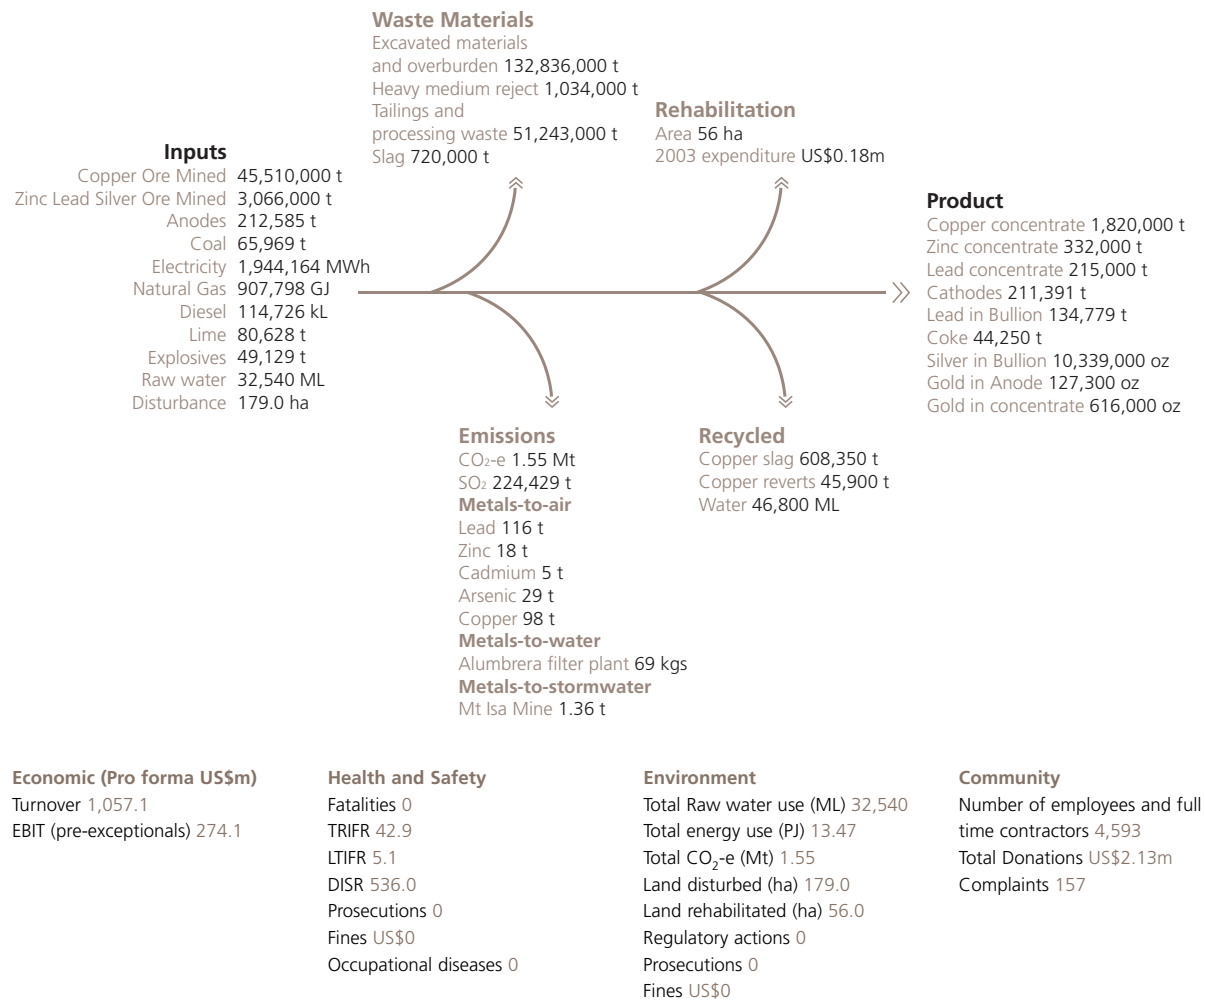 Waste Materials
Excavated materials
and overburden 132,836,000 t
Heavy medium reject 1,034,000 t
Tailings and
processing waste 51,243,000 t
Slag 720,000 t
Rehabilitation
Area 56 ha
2003 expenditure US$0.18m
Inputs
Copper Ore Mined 45,510,000 t
Zinc Lead Silver Ore Mined 3,066,000 t
Anodes 212,585 t
Coal 65,969 t
Electricity 1,944,164 MWh
Natural Gas 907,798 GJ
Diesel 114,726 kL
Lime 80,628 t
Explosives 49,129 t
Raw water 32,540 ML
Disturbance 179.0 ha
Product
Copper concentrate 1,820,000 t
Zinc concentrate 332,000 t
Lead concentrate 215,000 t
Cathodes 211,391 t
Lead in Bullion 134,779 t
Coke 44,250 t
Silver in Bullion 10,339,000 oz
Gold in Anode 127,300 oz
Gold in concentrate 616,000 oz
Emissions
CO₂-e 1.55 Mt
SO₂ 224,429 t
Metals-to-air
Lead 116 t
Zinc 18 t
Cadmium 5 t
Arsenic 29 t
Copper 98 t
Metals-to-water
Alumbrera filter plant 69 kgs
Metals-to-stormwater
Mt Isa Mine 1.36 t
Recycled
Copper slag 608,350 t
Copper reverts 45,900 t
Water 46,800 ML
Economic (Pro forma US$m)
Turnover 1,057.1
EBIT (pre-exceptionals) 274.1
Health and Safety
Fatalities 0
TRIFR 42.9
LTIFR 5.1
DISR 536.0
Prosecutions 0
Fines US$0
Occupational diseases 0
Environment
Total Raw water use (ML) 32,540
Total energy use (PJ) 13.47
Total CO₂-e (Mt) 1.55
Land disturbed (ha) 179.0
Land rehabilitated (ha) 56.0
Regulatory actions 0
Prosecutions 0
Fines US$0
Community
Number of employees and full
time contractors 4,593
Total Donations US$2.13m
Complaints 157